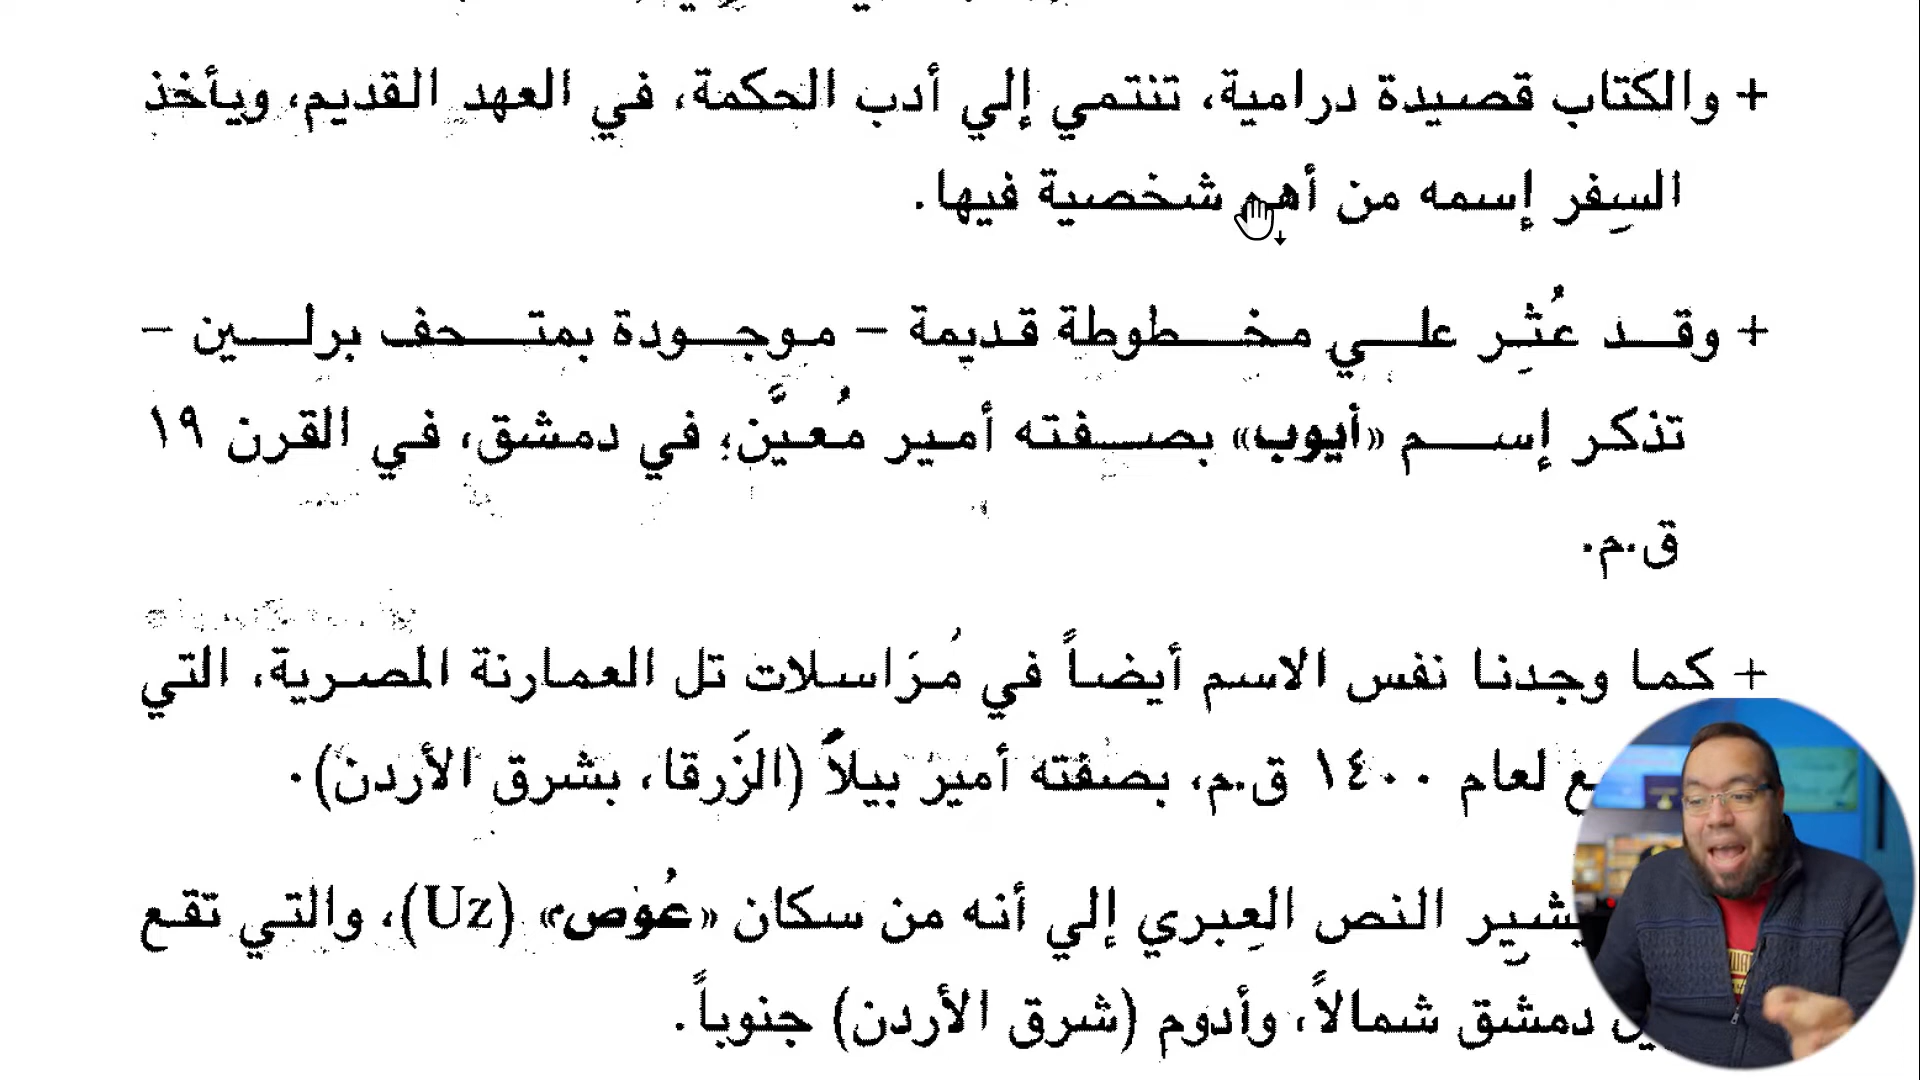 + والكتاب قصيدة درامية، تنتمي إلي أدب الحكمة، في العهد القديم، ويأخذ
السِفر إسمه من أهم شخصية فيها.
+ وقد عُثِر علي مخطوطة قديمة – موجودة بمتحف برلين –
تذكر إسم «أيوب» بصفته أمير مُعيَّن؛ في دمشق، في القرن ١٩
ق.م.
+ كما وجدنا نفس الاسم أيضاً في مُرَاسلات تل العمارنة المصرية، التي
لعام ١٤٠٠ ق.م، بصفته أمير بيلاً (الزَرقا، بشرق الأردن).
يشير النص العِبري إلي أنه من سكان «عُوص» (Uz)، والتي تقع
دمشق شمالاً، وأدوم (شرق الأردن) جنوباً.